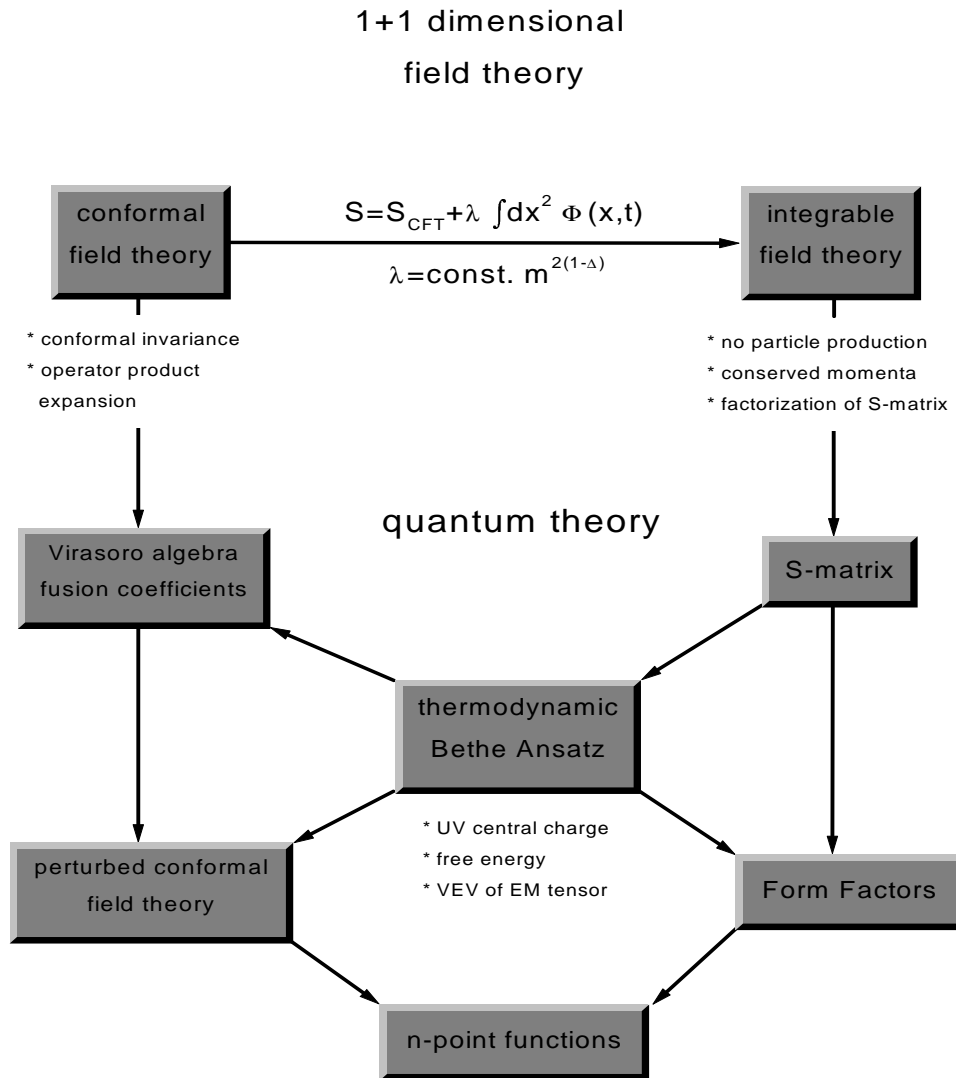 1+1 dimensional
field theory
conformal
field theory
S=S_CFT+λ ∫dx² Φ(x,t)
λ=const. m^2(1-Δ)
integrable
field theory
* conformal invariance
* operator product
expansion
* no particle production
* conserved momenta
* factorization of S-matrix
quantum theory
Virasoro algebra
fusion coefficients
S-matrix
thermodynamic
Bethe Ansatz
* UV central charge
* free energy
* VEV of EM tensor
perturbed conformal
field theory
Form Factors
n-point functions